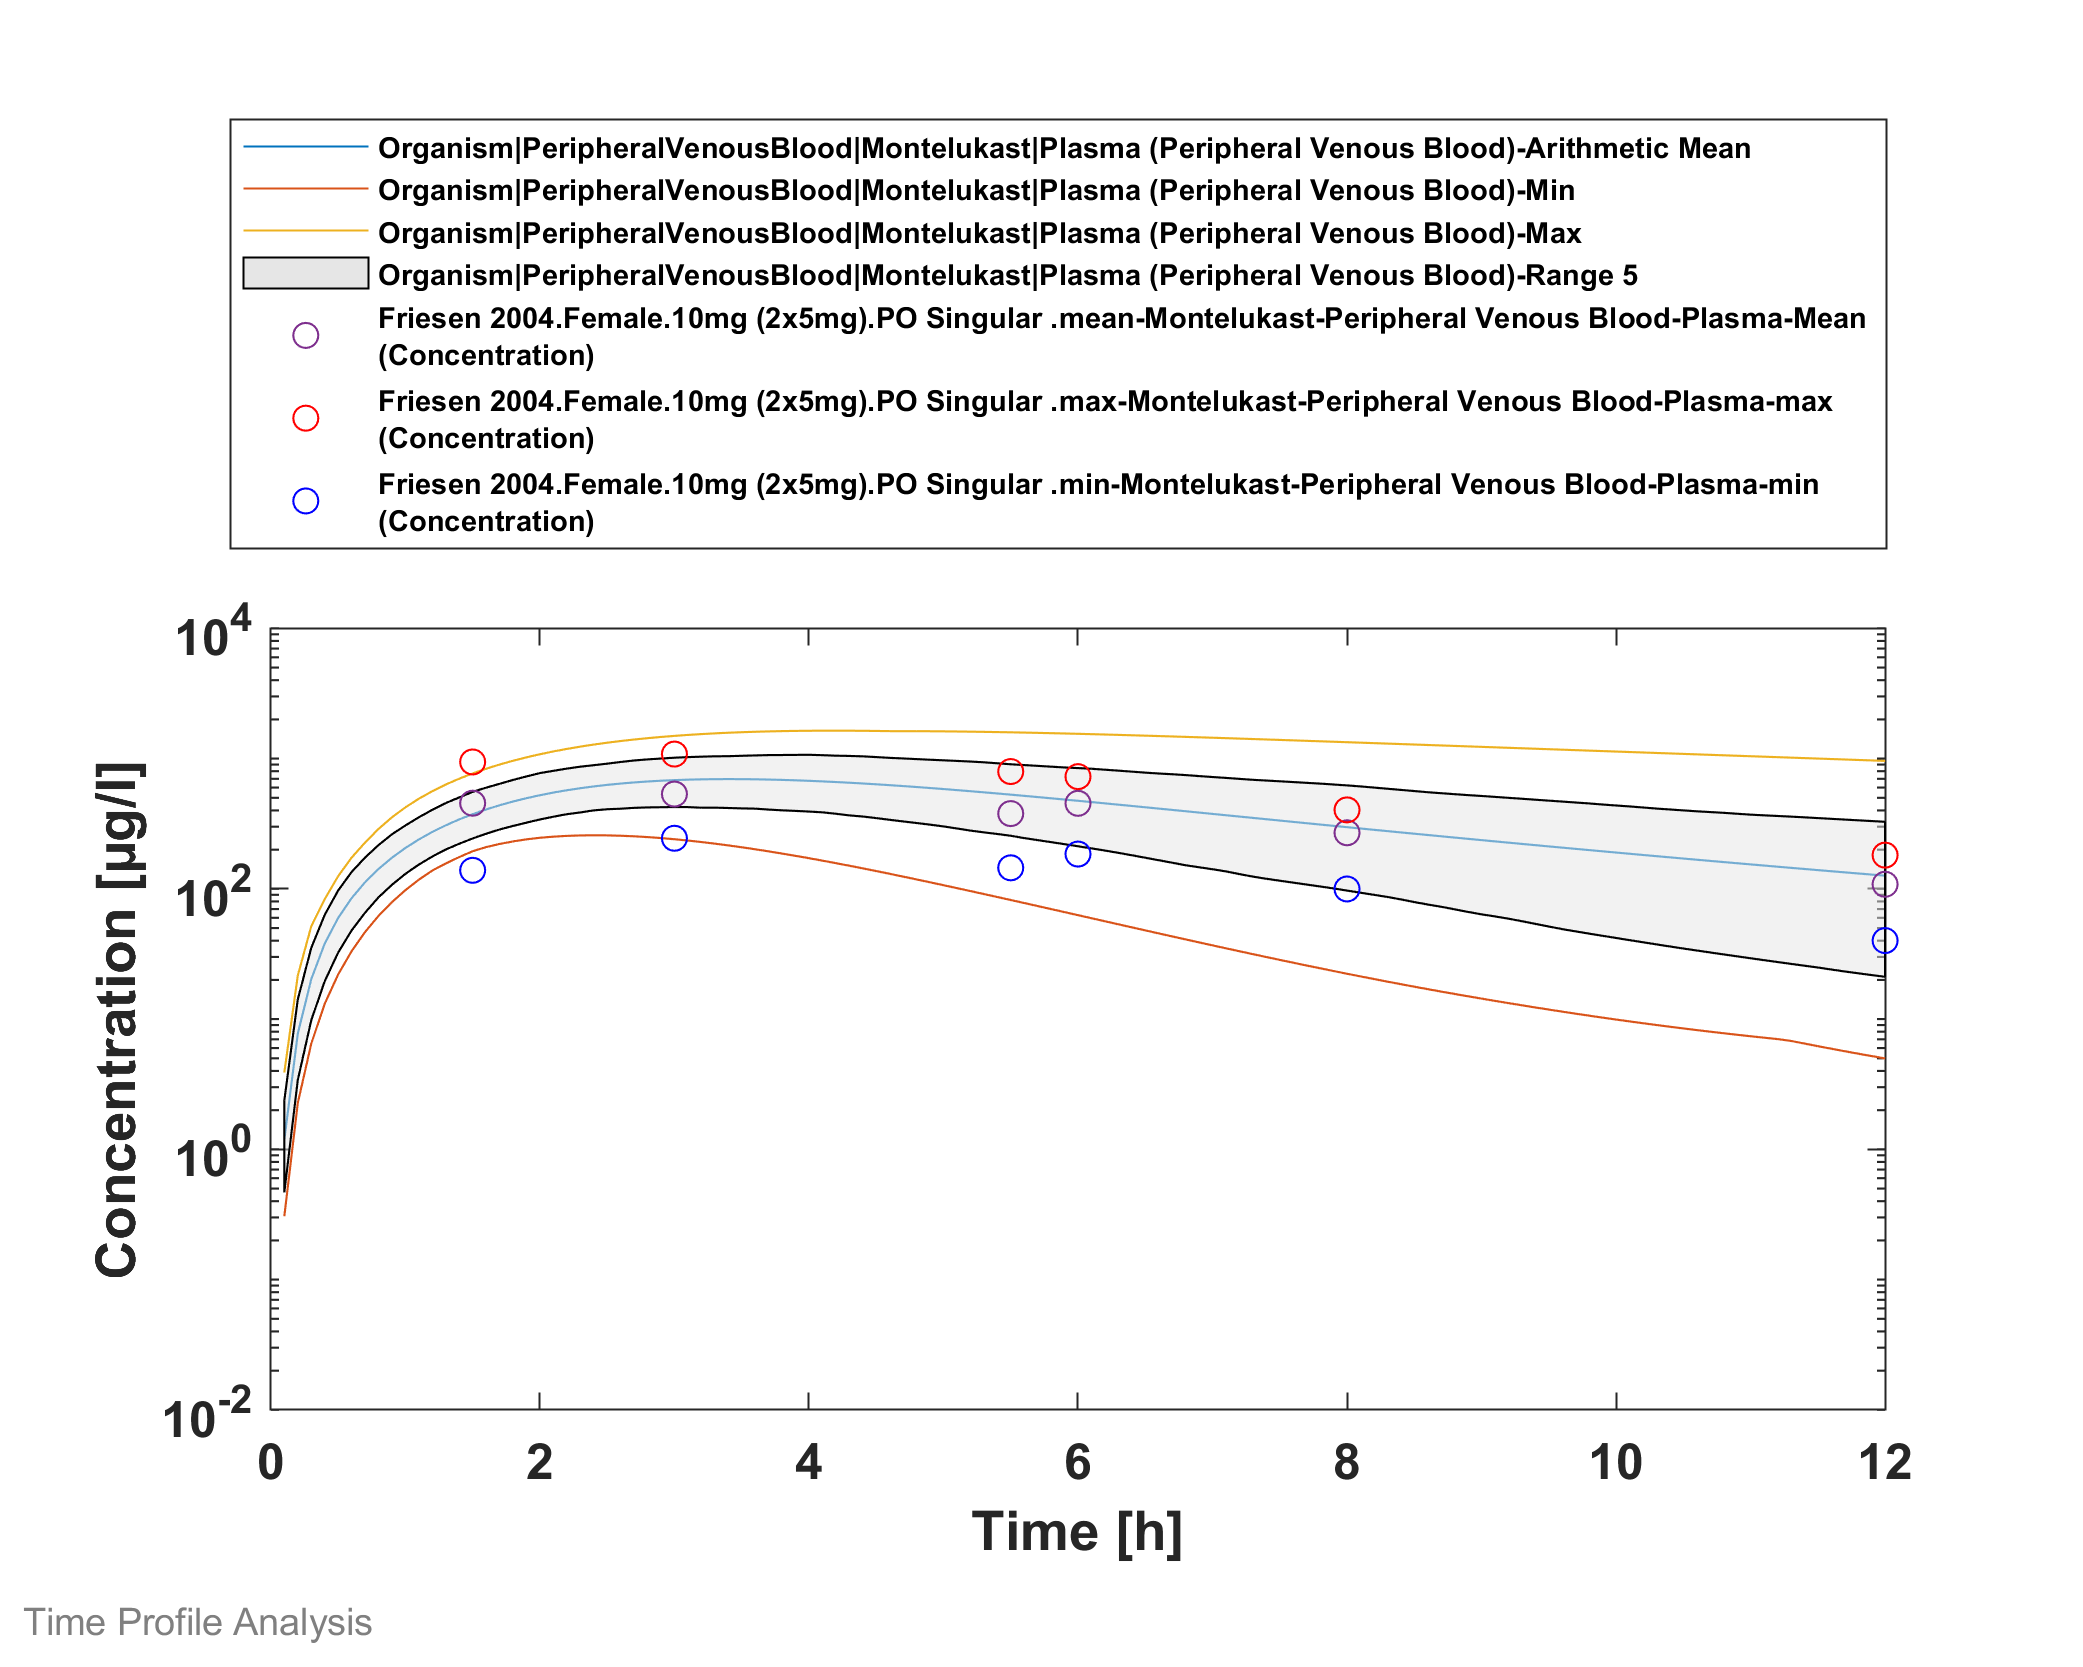 Organism|PeripheralVenousBlood|Montelukast|Plasma (Peripheral Venous Blood)-Arithmetic Mean
Organism|PeripheralVenousBlood|Montelukast|Plasma (Peripheral Venous Blood)-Min
Organism|PeripheralVenousBlood|Montelukast|Plasma (Peripheral Venous Blood)-Max
Organism|PeripheralVenousBlood|Montelukast|Plasma (Peripheral Venous Blood)-Range 5
Friesen 2004.Female.10mg (2x5mg).PO Singular .mean-Montelukast-Peripheral Venous Blood-Plasma-Mean
(Concentration)
Friesen 2004.Female.10mg (2x5mg).PO Singular .max-Montelukast-Peripheral Venous Blood-Plasma-max
(Concentration)
Friesen 2004.Female.10mg (2x5mg).PO Singular .min-Montelukast-Peripheral Venous Blood-Plasma-min
(Concentration)
10^4
10^2
10^0
10^-2
Concentration [µg/l]
0 2 4 6 8 10 12
Time [h]
Time Profile Analysis